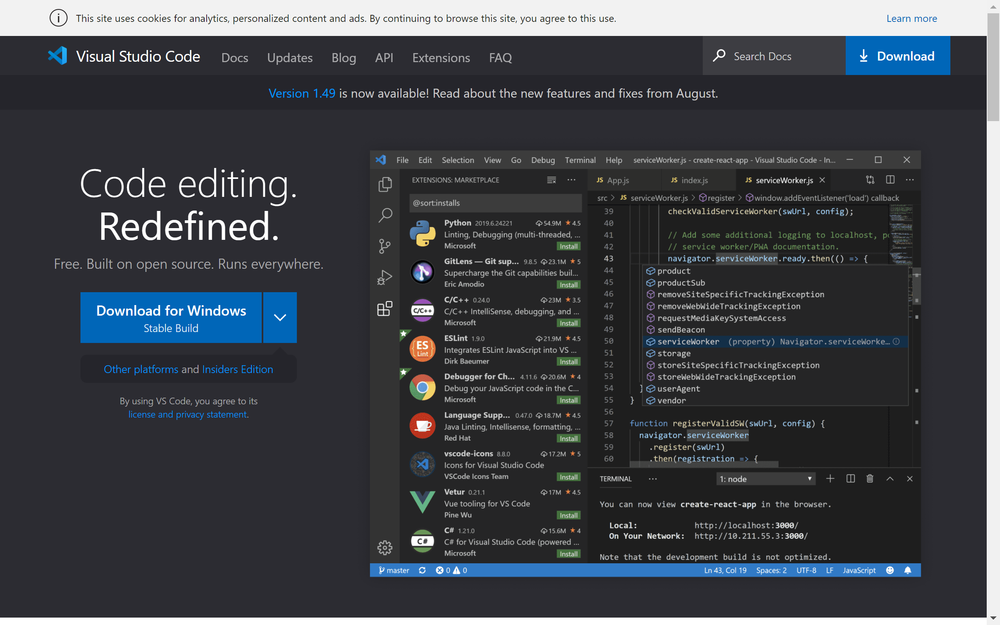 This site uses cookies for analytics, personalized content and ads. By continuing to browse this site, you agree to this use.
Learn more
Visual Studio Code
Docs
Updates
Blog
API
Extensions
FAQ
Search Docs
Download
Version 1.49 is now available! Read about the new features and fixes from August.
Code editing.
Redefined.
Free. Built on open source. Runs everywhere.
Download for Windows
Stable Build
Other platforms and Insiders Edition
By using VS Code, you agree to its
license and privacy statement.
File Edit Selection View Go Debug Terminal Help serviceWorker.js - create-react-app - Visual Studio Code - In...
EXTENSIONS: MARKETPLACE
@sort:installs
Python 2019.6.24221 54.9M 4.5
Linting, Debugging (multi-threaded, ...
Microsoft Install
GitLens — Git sup... 9.8.5 23.1M 5
Supercharge the Git capabilities buil...
Eric Amodio Install
C/C++
C/C++ 0.24.0 23M 3.5
C/C++ IntelliSense, debugging, and ...
Microsoft Install
ES
Lint
ESLint 1.9.0 21.9M 4.5
Integrates ESLint JavaScript into VS ...
Dirk Baeumer Install
Debugger for Ch... 4.11.6 20.6M 4
Debug your JavaScript code in the C...
Microsoft Install
Language Supp... 0.47.0 18.7M 4.5
Java Linting, Intellisense, formatting, ...
Red Hat Install
vscode-icons 8.8.0 17.2M 5
Icons for Visual Studio Code
VSCode Icons Team Install
Vetur 0.21.1 17M 4.5
Vue tooling for VS Code
Pine Wu Install
C#
C# 1.21.0 15.6M 4
C# for Visual Studio Code (powered ...
Microsoft Install
JS App.js JS index.js JS serviceWorker.js
src > JS serviceWorker.js > register > window.addEventListener('load') callback
39 checkValidServiceWorker(swUrl, config);
40
41 // Add some additional logging to localhost,
42 // service worker/PWA documentation.
43 navigator.serviceWorker.ready.then(() => {
44 product
45 productSub
46 removeSiteSpecificTrackingException
47 removeWebWideTrackingException
48 requestMediaKeySystemAccess
49 sendBeacon
50 serviceWorker (property) Navigator.serviceWorke...
51 storage
52 storeSiteSpecificTrackingException
53 storeWebWideTrackingException
54 } userAgent
55 } vendor
56
57 function registerValidSW(swUrl, config) {
58 navigator.serviceWorker
59 .register(swUrl)
60 .then(registration => {
TERMINAL ... 1: node
You can now view create-react-app in the browser.
Local: http://localhost:3000/
On Your Network: http://10.211.55.3:3000/
Note that the development build is not optimized.
master 0 0 Ln 43, Col 19 Spaces: 2 UTF-8 LF JavaScript